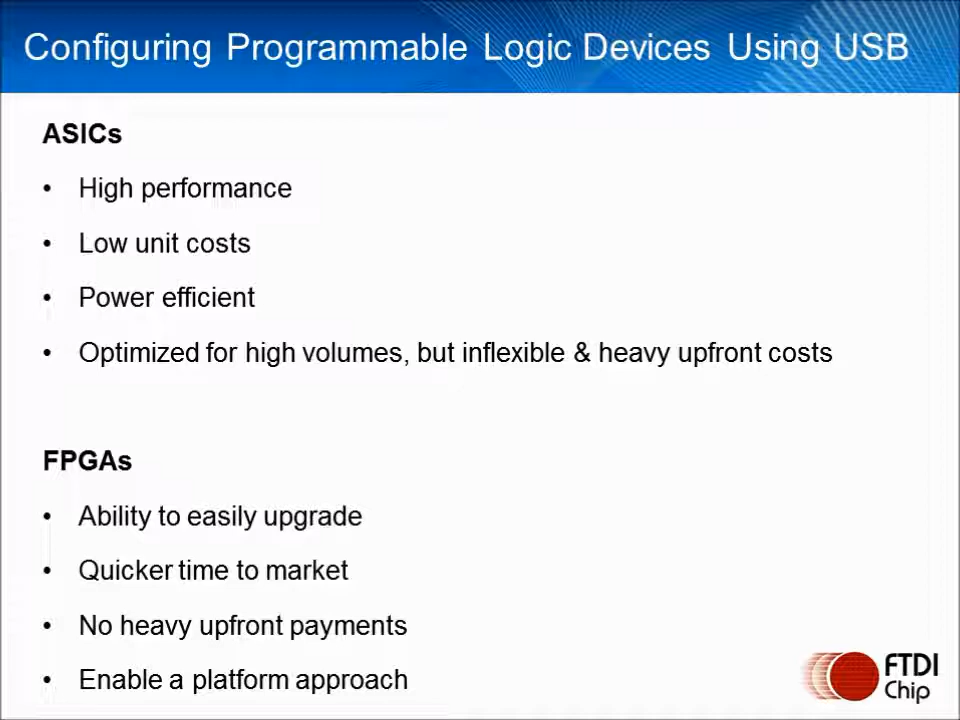 Configuring Programmable Logic Devices Using USB
ASICs
• High performance
• Low unit costs
• Power efficient
• Optimized for high volumes, but inflexible & heavy upfront costs
FPGAs
• Ability to easily upgrade
• Quicker time to market
• No heavy upfront payments
• Enable a platform approach
FTDI
Chip